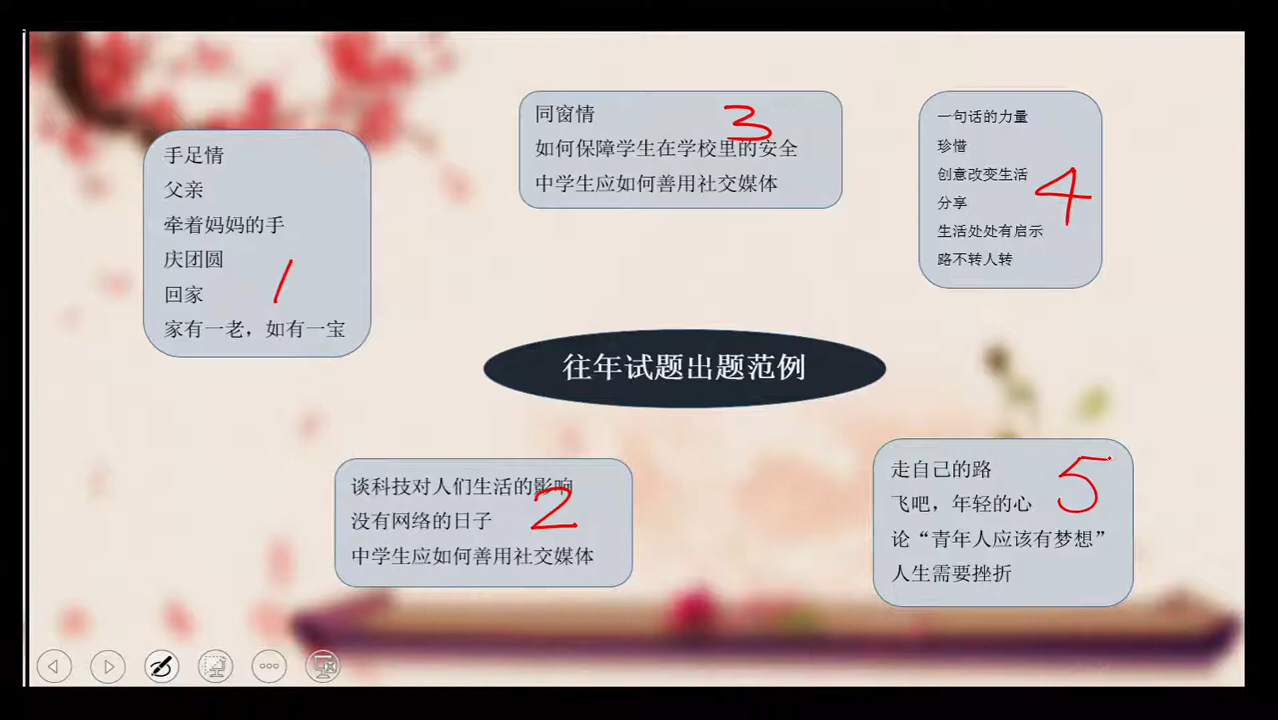 手足情
父亲
牵着妈妈的手
庆团圆
回家
家有一老，如有一宝
1
同窗情
如何保障学生在学校里的安全
中学生应如何善用社交媒体
3
一句话的力量
珍惜
创意改变生活
分享
生活处处有启示
路不转人转
4
往年试题出题范例
谈科技对人们生活的影响
没有网络的日子
中学生应如何善用社交媒体
2
走自己的路
飞吧，年轻的心
论“青年人应该有梦想”
人生需要挫折
5